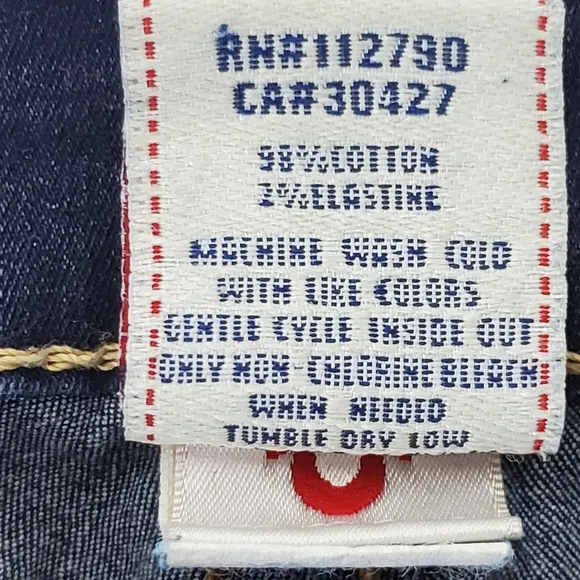 RN#112790
CA#30427
98%COTTON
2%ELASTINE
MACHINE WASH COLD
WITH LIKE COLORS
GENTLE CYCLE INSIDE OUT
ONLY NON-CHLORINE BLEECH
WHEN NEEDED
TUMBLE DRY LOW